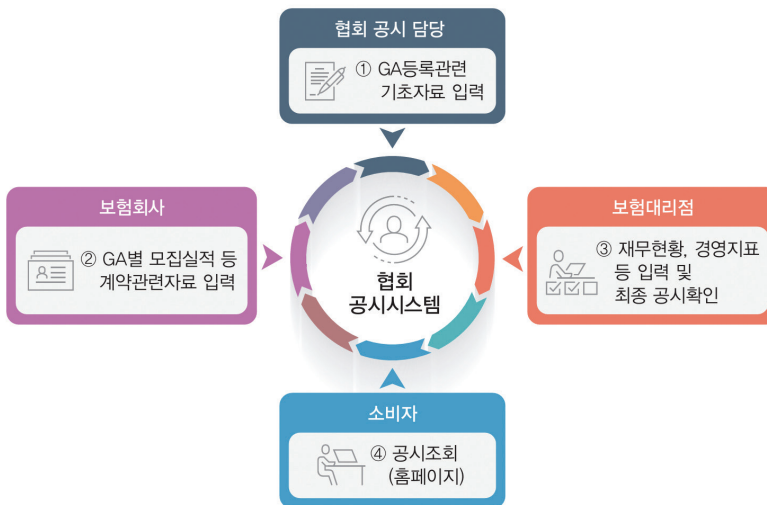 협회 공시 담당
① GA등록관련
기초자료 입력
보험회사
② GA별 모집실적 등
계약관련자료 입력
협회
공시시스템
보험대리점
③ 재무현황, 경영지표
등 입력 및
최종 공시확인
소비자
④ 공시조회
(홈페이지)